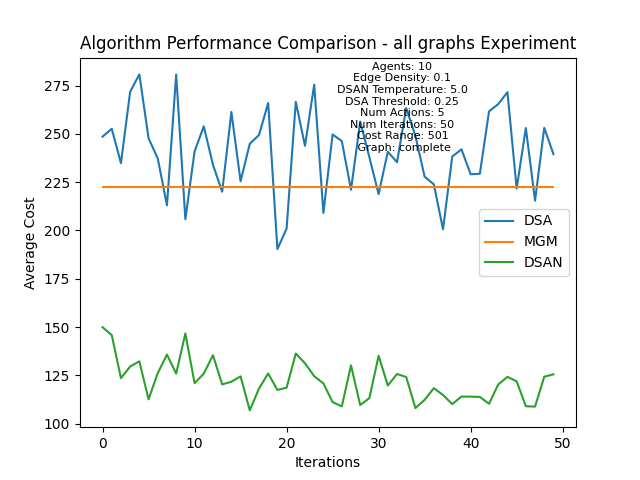 Algorithm Performance Comparison - all graphs Experiment
Agents: 10
Edge Density: 0.1
DSAN Temperature: 5.0
DSA Threshold: 0.25
Num Actions: 5
Num Iterations: 50
Cost Range: 501
Graph: complete
Average Cost
275
250
225
200
175
150
125
100
DSA
MGM
DSAN
0
10
20
30
40
50
Iterations